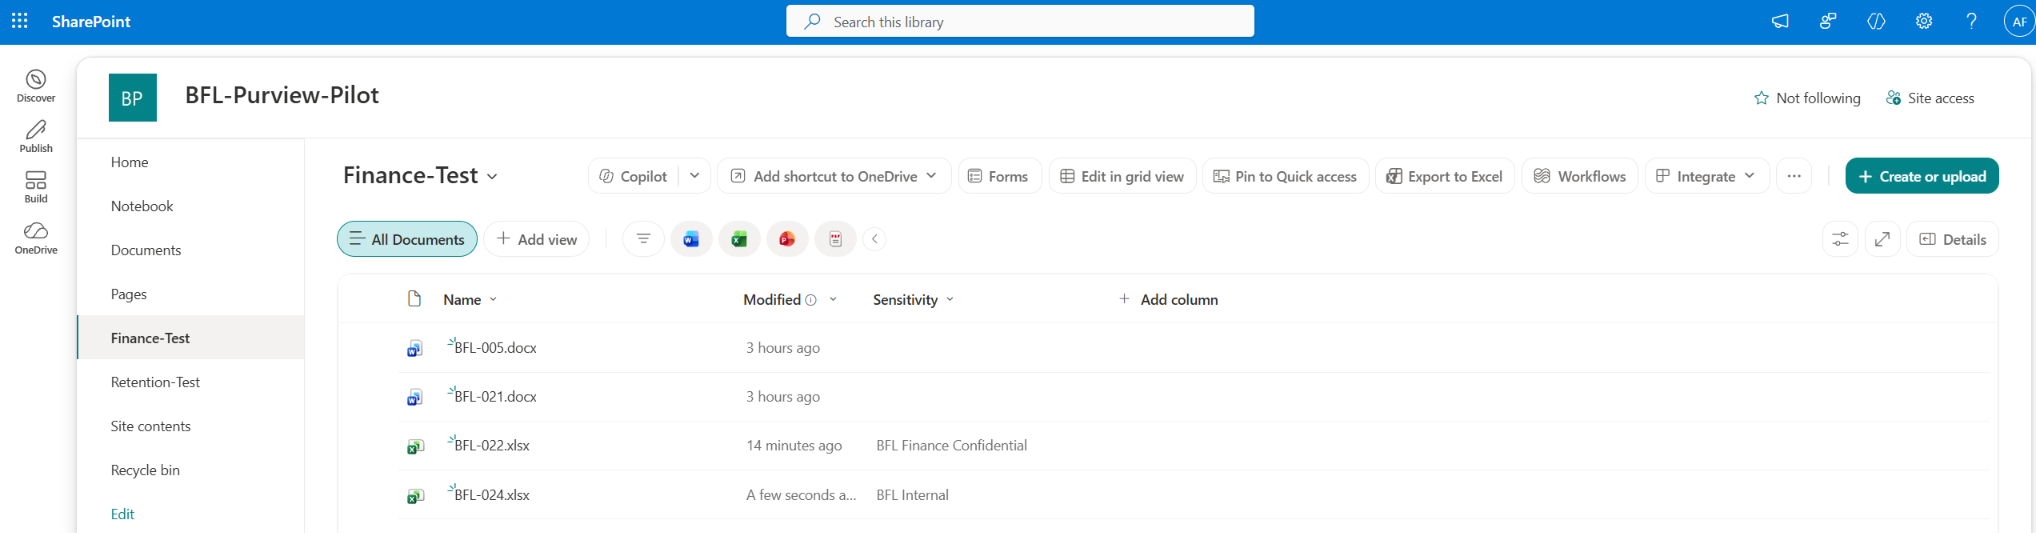 SharePoint
Search this library
AF
Discover
Publish
Build
OneDrive
BP
BFL-Purview-Pilot
Not following
Site access
Home
Notebook
Documents
Pages
Finance-Test
Retention-Test
Site contents
Recycle bin
Edit
Finance-Test
Copilot
Add shortcut to OneDrive
Forms
Edit in grid view
Pin to Quick access
Export to Excel
Workflows
Integrate
...
+ Create or upload
All Documents
+ Add view
Details
Name
Modified
Sensitivity
+ Add column
BFL-005.docx 3 hours ago
BFL-021.docx 3 hours ago
BFL-022.xlsx 14 minutes ago BFL Finance Confidential
BFL-024.xlsx A few seconds a... BFL Internal